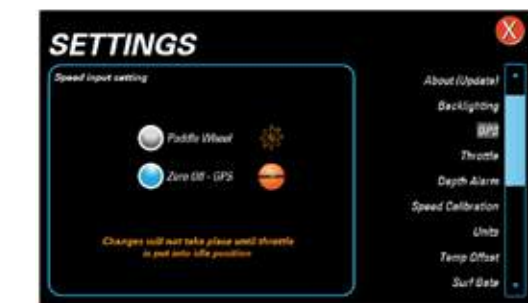 SETTINGS
X
Speed input setting
Paddle Wheel
Zero Off - GPS
Changes will not take place until throttle
is put into idle position
About (Update)
Backlighting
GPS
Throttle
Depth Alarm
Speed Calibration
Units
Temp Offset
Surf Gate